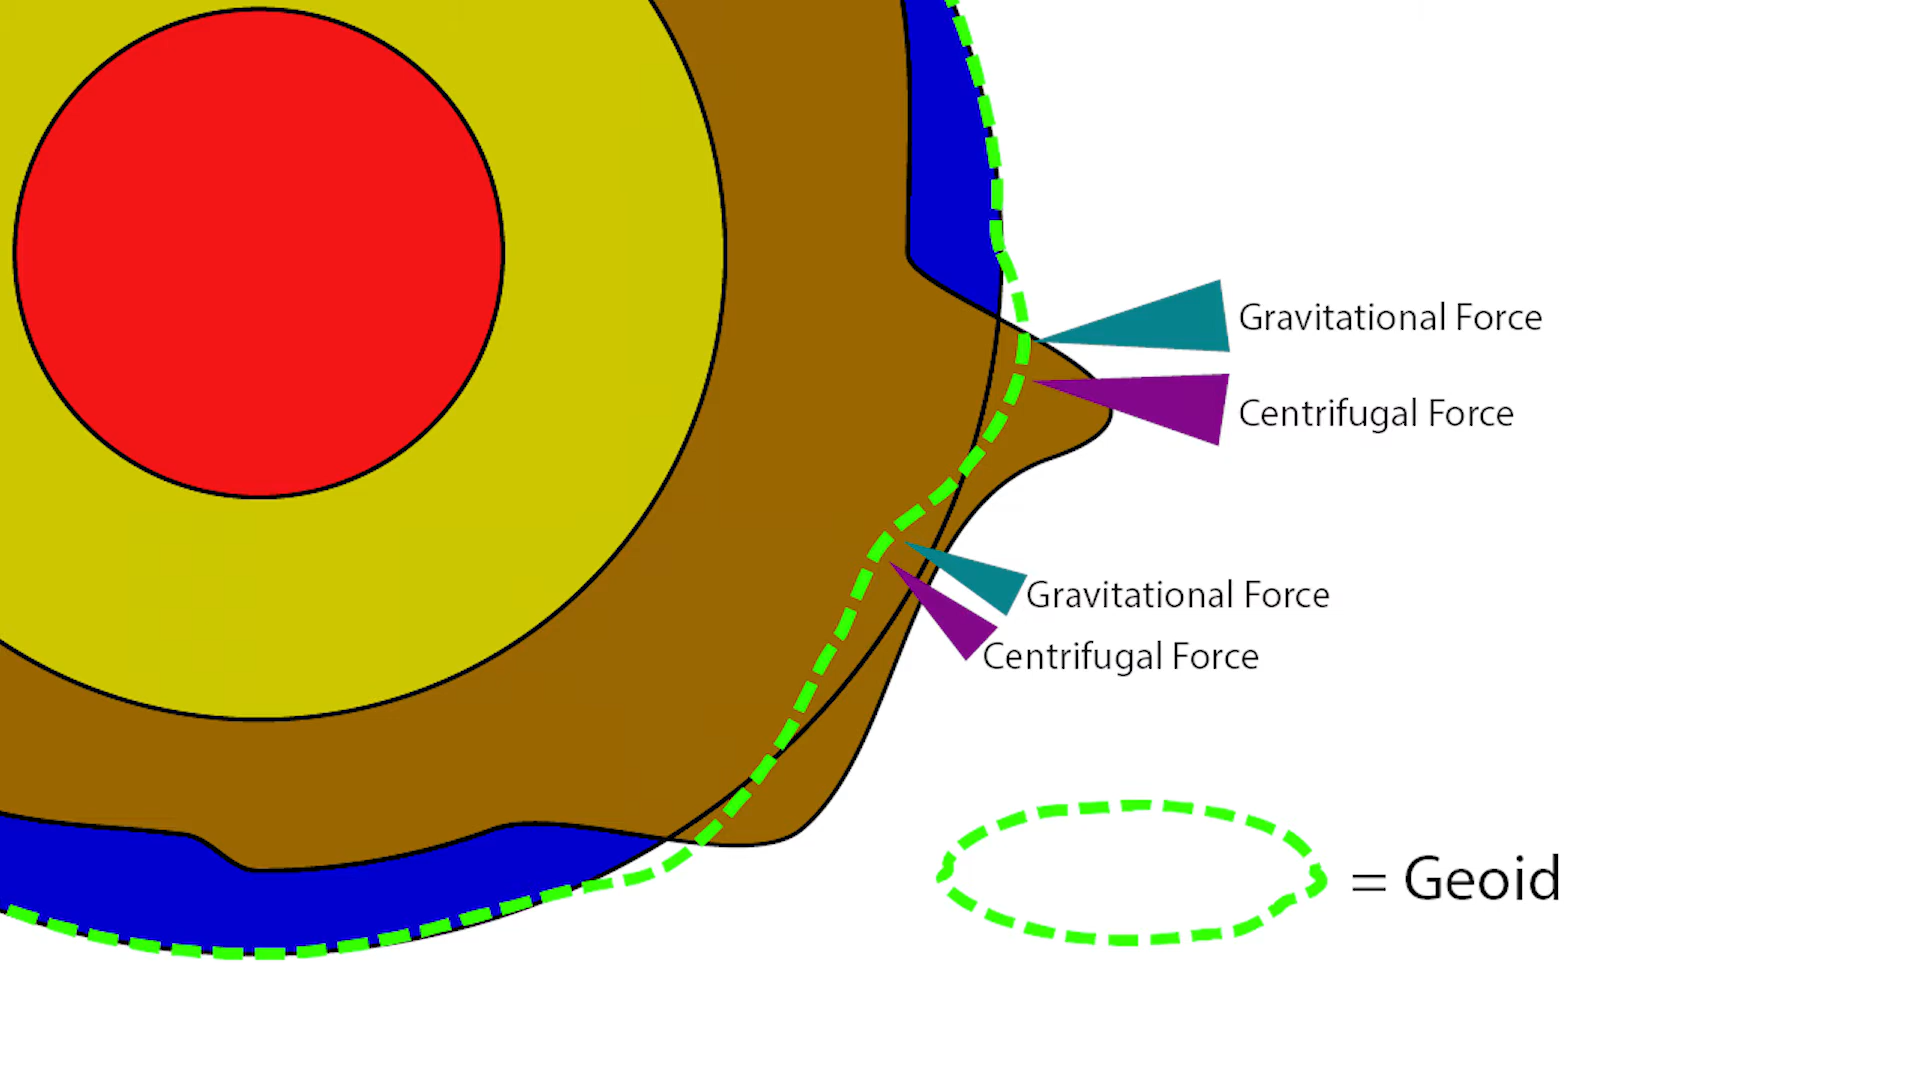 Gravitational Force
Centrifugal Force
Gravitational Force
Centrifugal Force
= Geoid